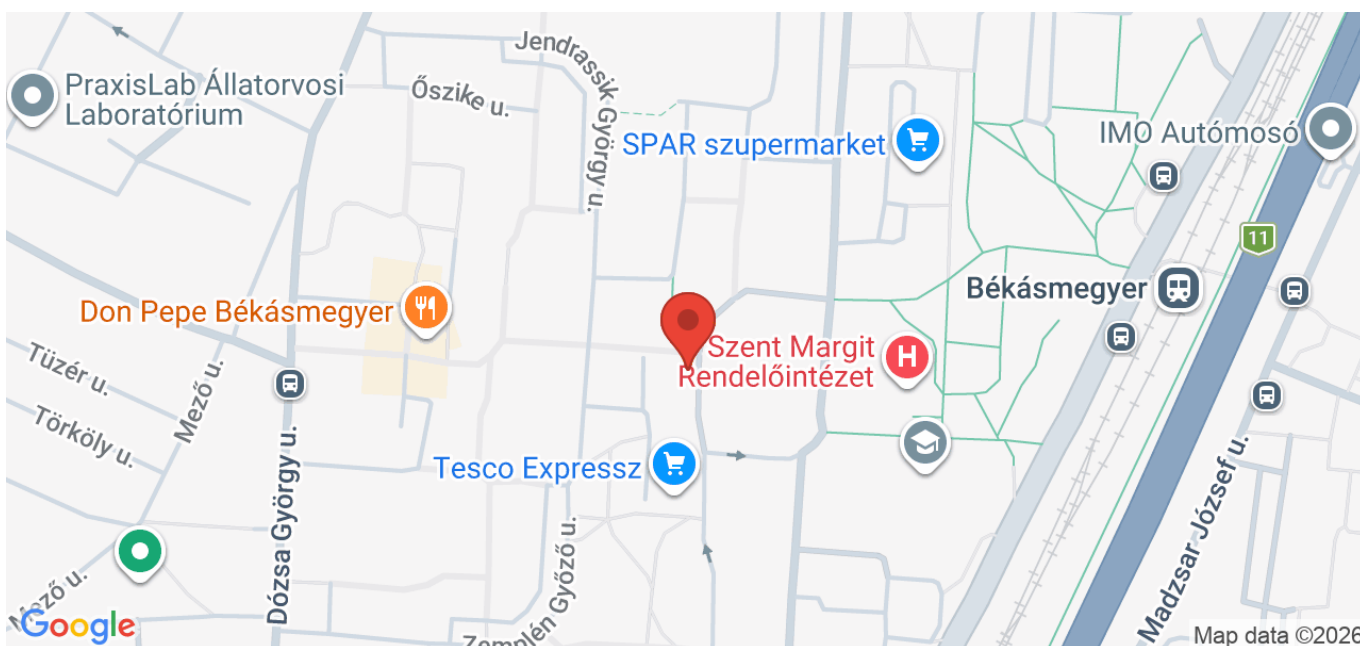 Jendrassik György u.
PraxisLab Állatorvosi
Laboratórium
Őszike u.
SPAR szupermarket
IMO Autómosó
11
Békásmegyer
Don Pepe Békásmegyer
Szent Margit
Rendelőintézet
H
Tüzér u.
Mező u.
Törköly u.
Tesco Expressz
Dózsa György u.
Madzsar József u.
Mező u.
Zemplén Győző u.
Google
Map data ©2026